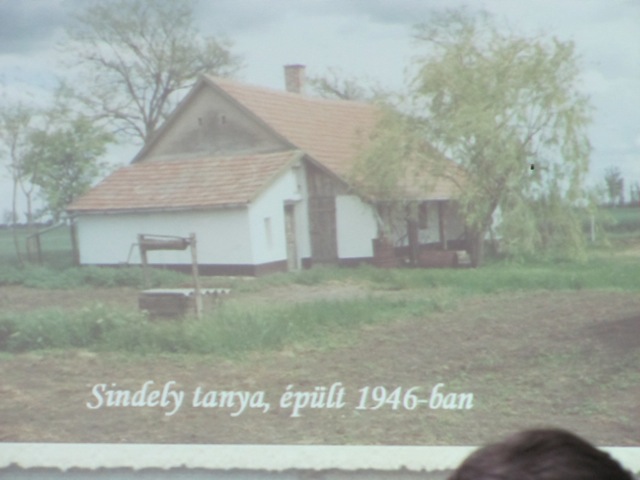 Sindely tanya, épült 1946-ban